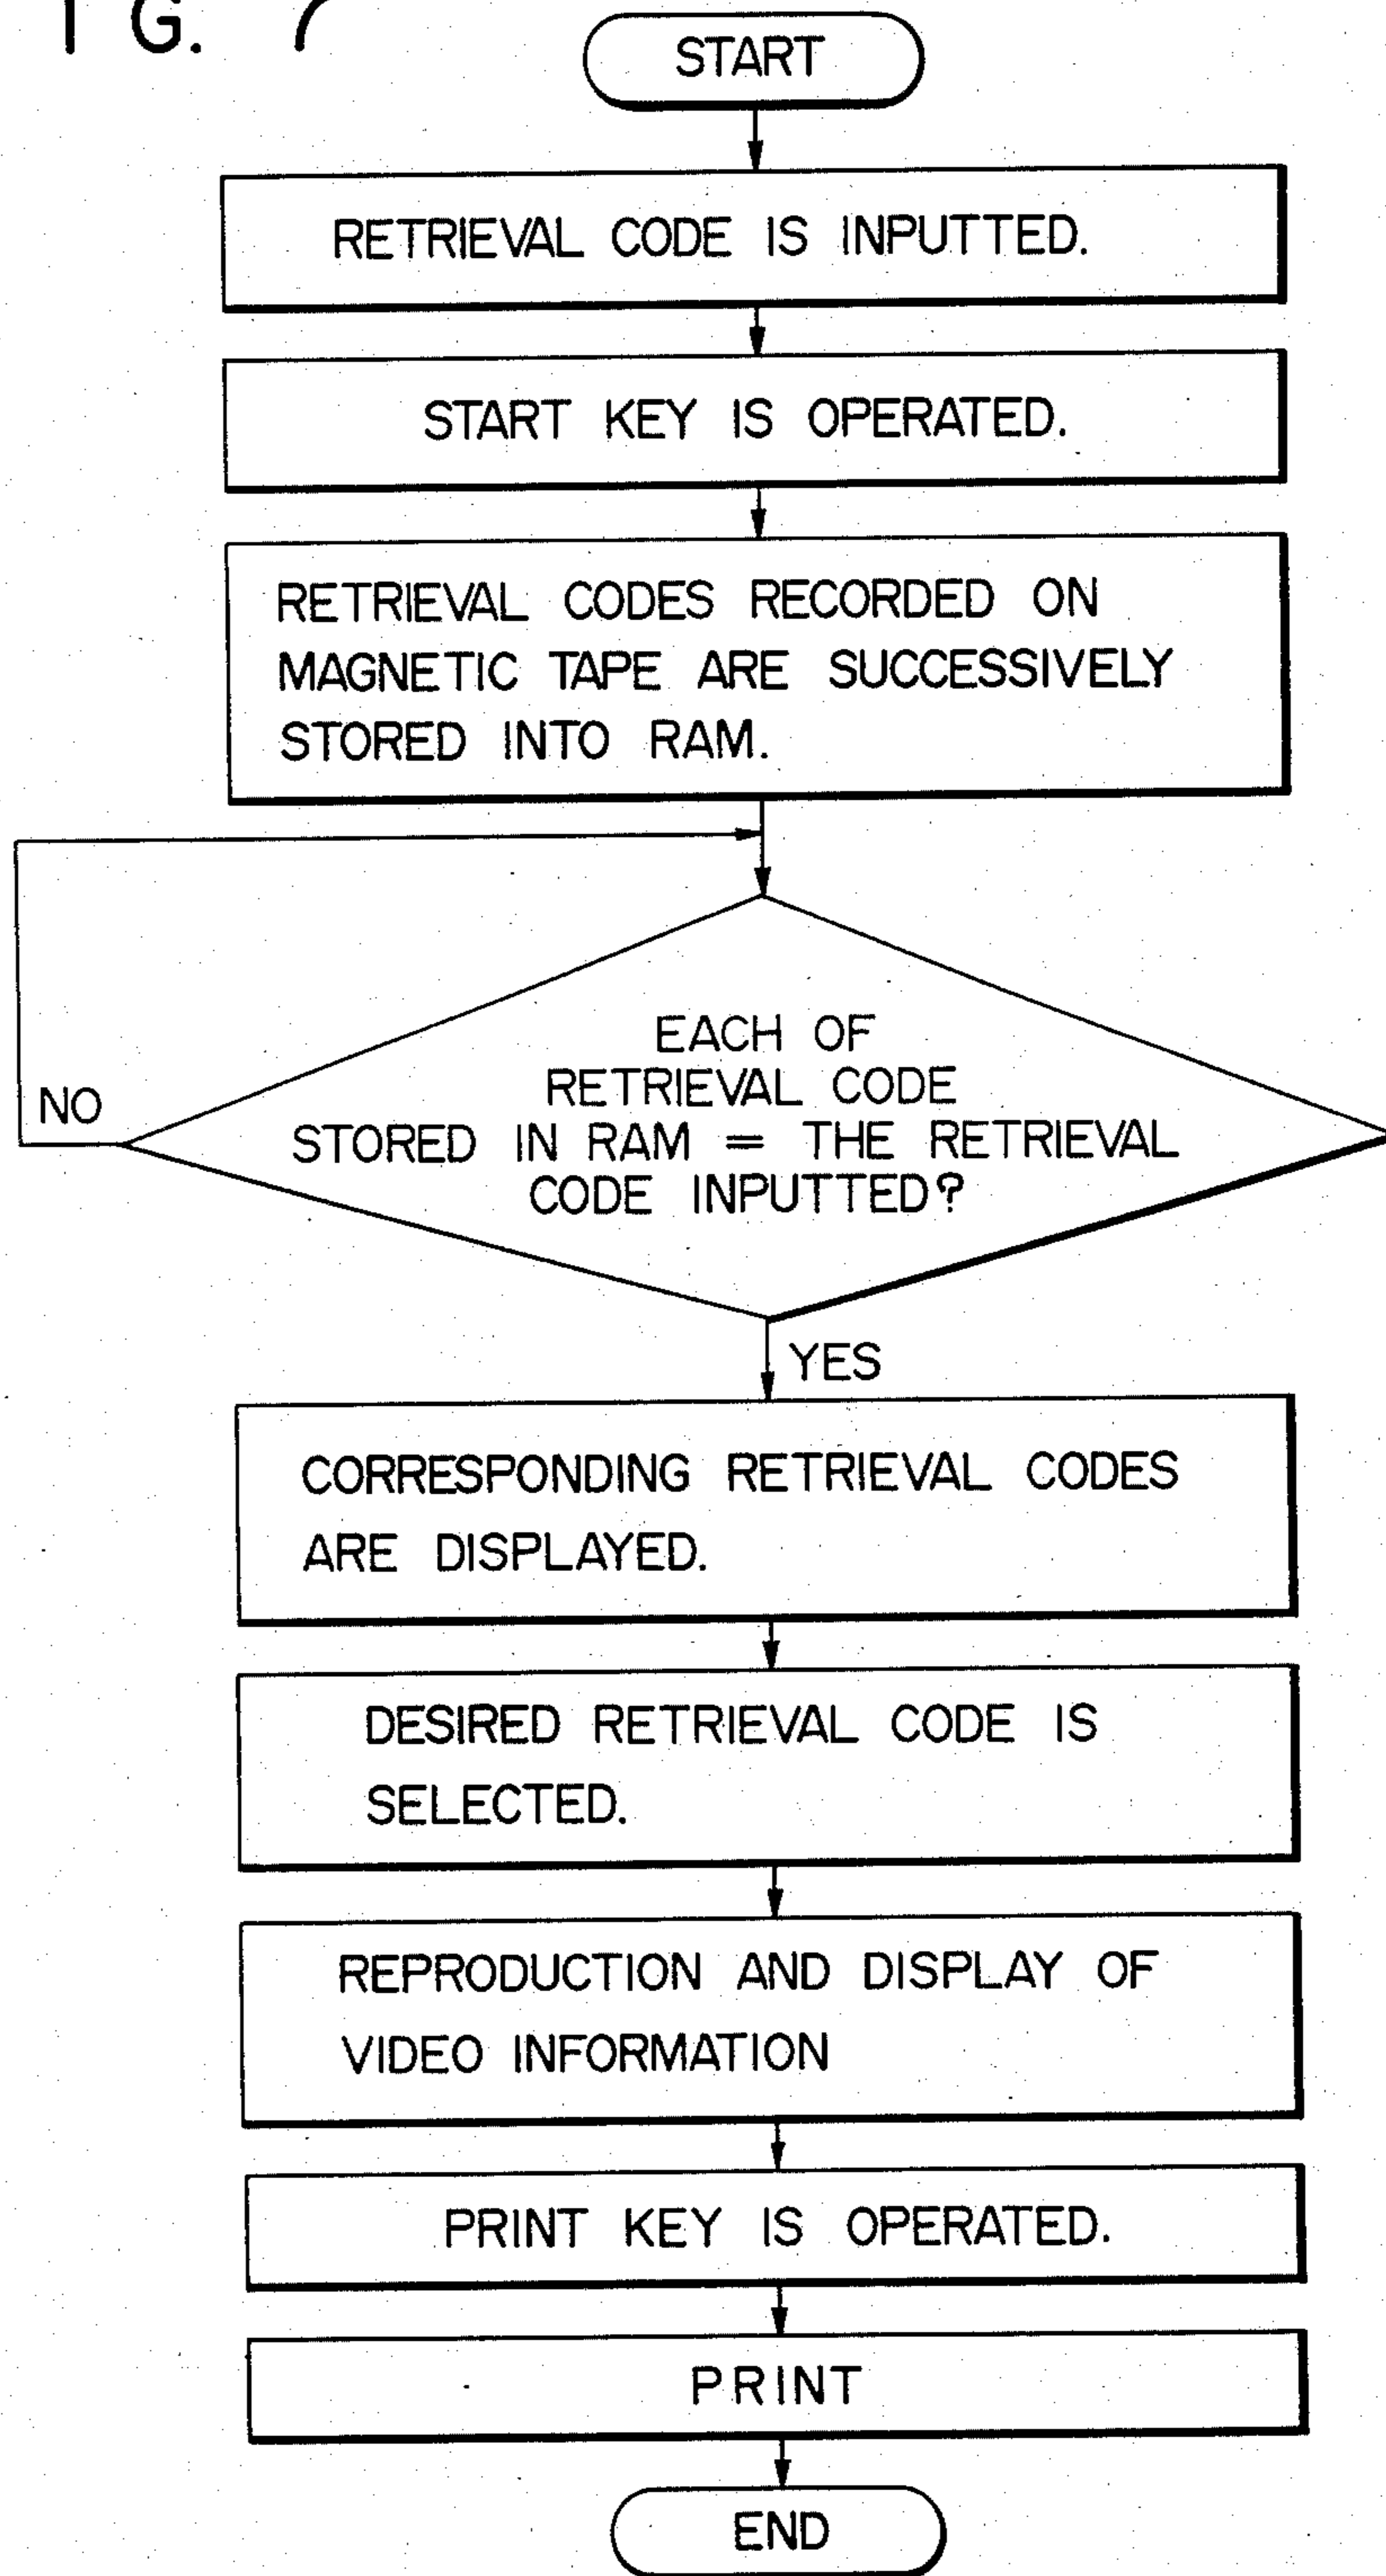 IG.
START
RETRIEVAL CODE IS INPUTTED.
START KEY IS OPERATED.
RETRIEVAL CODES RECORDED ON
MAGNETIC TAPE ARE SUCCESSIVELY
STORED INTO RAM.
EACH OF
RETRIEVAL CODE
STORED IN RAM = THE RETRIEVAL
CODE INPUTTED?
NO
YES
CORRESPONDING RETRIEVAL CODES
ARE DISPLAYED.
DESIRED RETRIEVAL CODE IS
SELECTED.
REPRODUCTION AND DISPLAY OF
VIDEO INFORMATION
PRINT KEY IS OPERATED.
PRINT
END